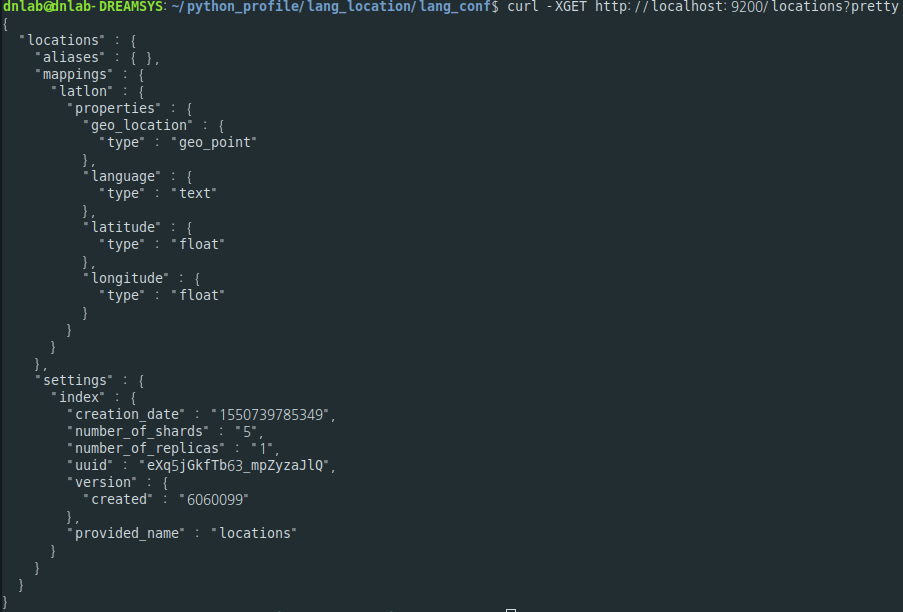 dnlab@dnlab-DREAMSYS:~/python_profile/lang_location/lang_conf$ curl -XGET http://localhost:9200/locations?pretty
{
  "locations" : {
    "aliases" : { },
    "mappings" : {
      "latlon" : {
        "properties" : {
          "geo_location" : {
            "type" : "geo_point"
          },
          "language" : {
            "type" : "text"
          },
          "latitude" : {
            "type" : "float"
          },
          "longitude" : {
            "type" : "float"
          }
        }
      }
    },
    "settings" : {
      "index" : {
        "creation_date" : "1550739785349",
        "number_of_shards" : "5",
        "number_of_replicas" : "1",
        "uuid" : "eXq5jGkfTb63_mpZyzaJlQ",
        "version" : {
          "created" : "6060099"
        },
        "provided_name" : "locations"
      }
    }
  }
}